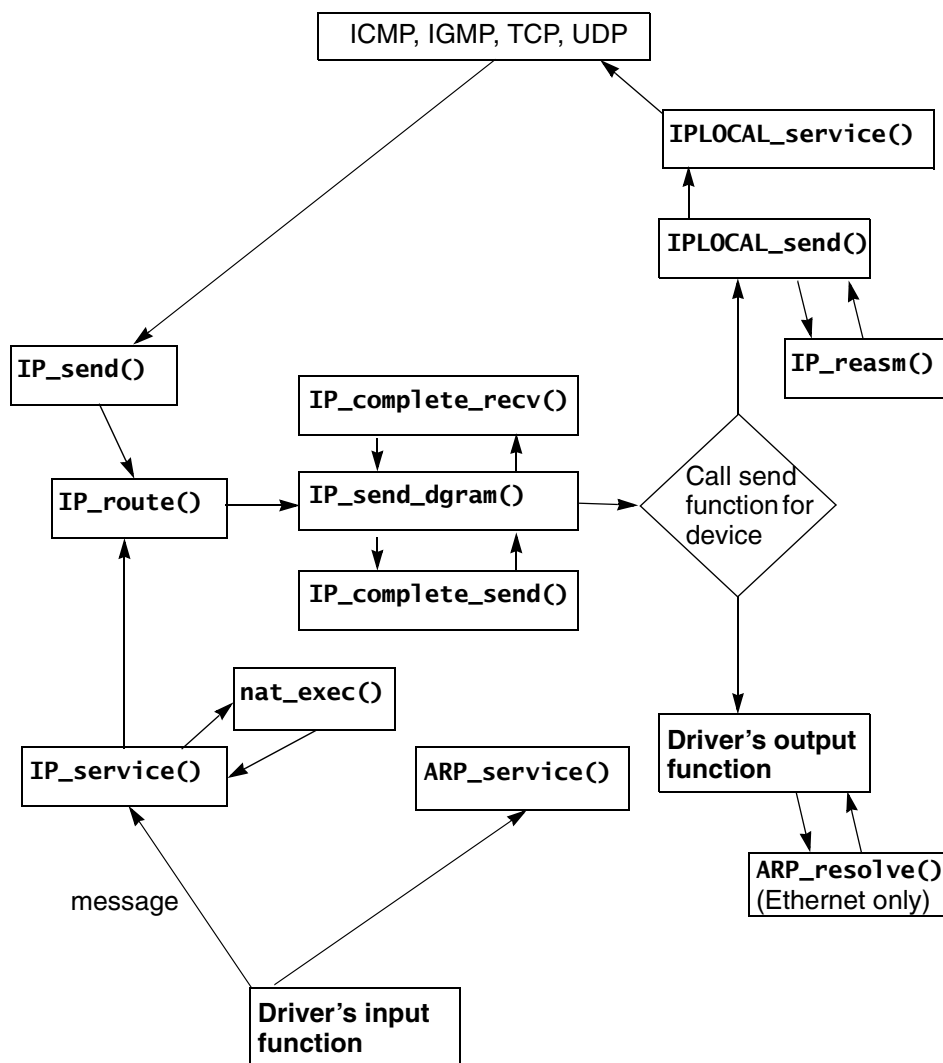 ICMP, IGMP, TCP, UDP
IPLOCAL_service()
IPLOCAL_send()
IP_send()
IP_reasm()
IP_complete_recv()
IP_route()
IP_send_dgram()
Call send
function for
device
IP_complete_send()
nat_exec()
IP_service()
ARP_service()
Driver's output
function
ARP_resolve()
(Ethernet only)
message
Driver's input
function